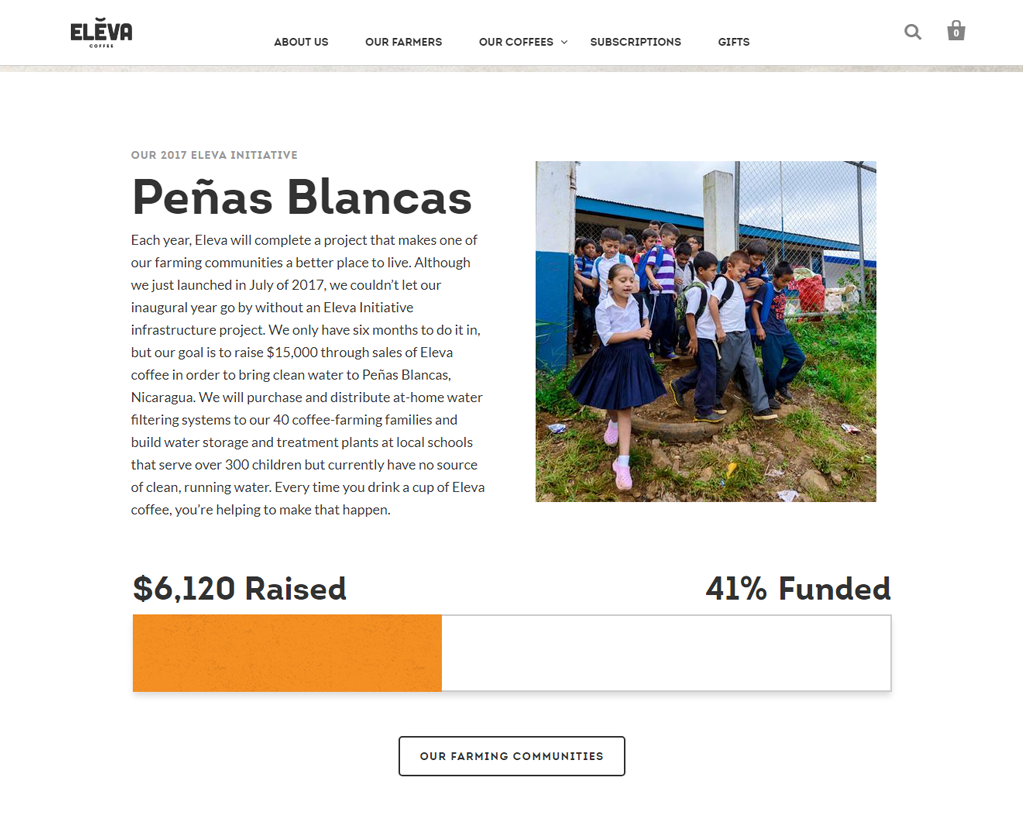 ELĔVA
COFFEE
ABOUT US
OUR FARMERS
OUR COFFEES
SUBSCRIPTIONS
GIFTS
0
OUR 2017 ELEVA INITIATIVE
Peñas Blancas
Each year, Eleva will complete a project that makes one of
our farming communities a better place to live. Although
we just launched in July of 2017, we couldn’t let our
inaugural year go by without an Eleva Initiative
infrastructure project. We only have six months to do it in,
but our goal is to raise $15,000 through sales of Eleva
coffee in order to bring clean water to Peñas Blancas,
Nicaragua. We will purchase and distribute at-home water
filtering systems to our 40 coffee-farming families and
build water storage and treatment plants at local schools
that serve over 300 children but currently have no source
of clean, running water. Every time you drink a cup of Eleva
coffee, you’re helping to make that happen.
$6,120 Raised
41% Funded
OUR FARMING COMMUNITIES